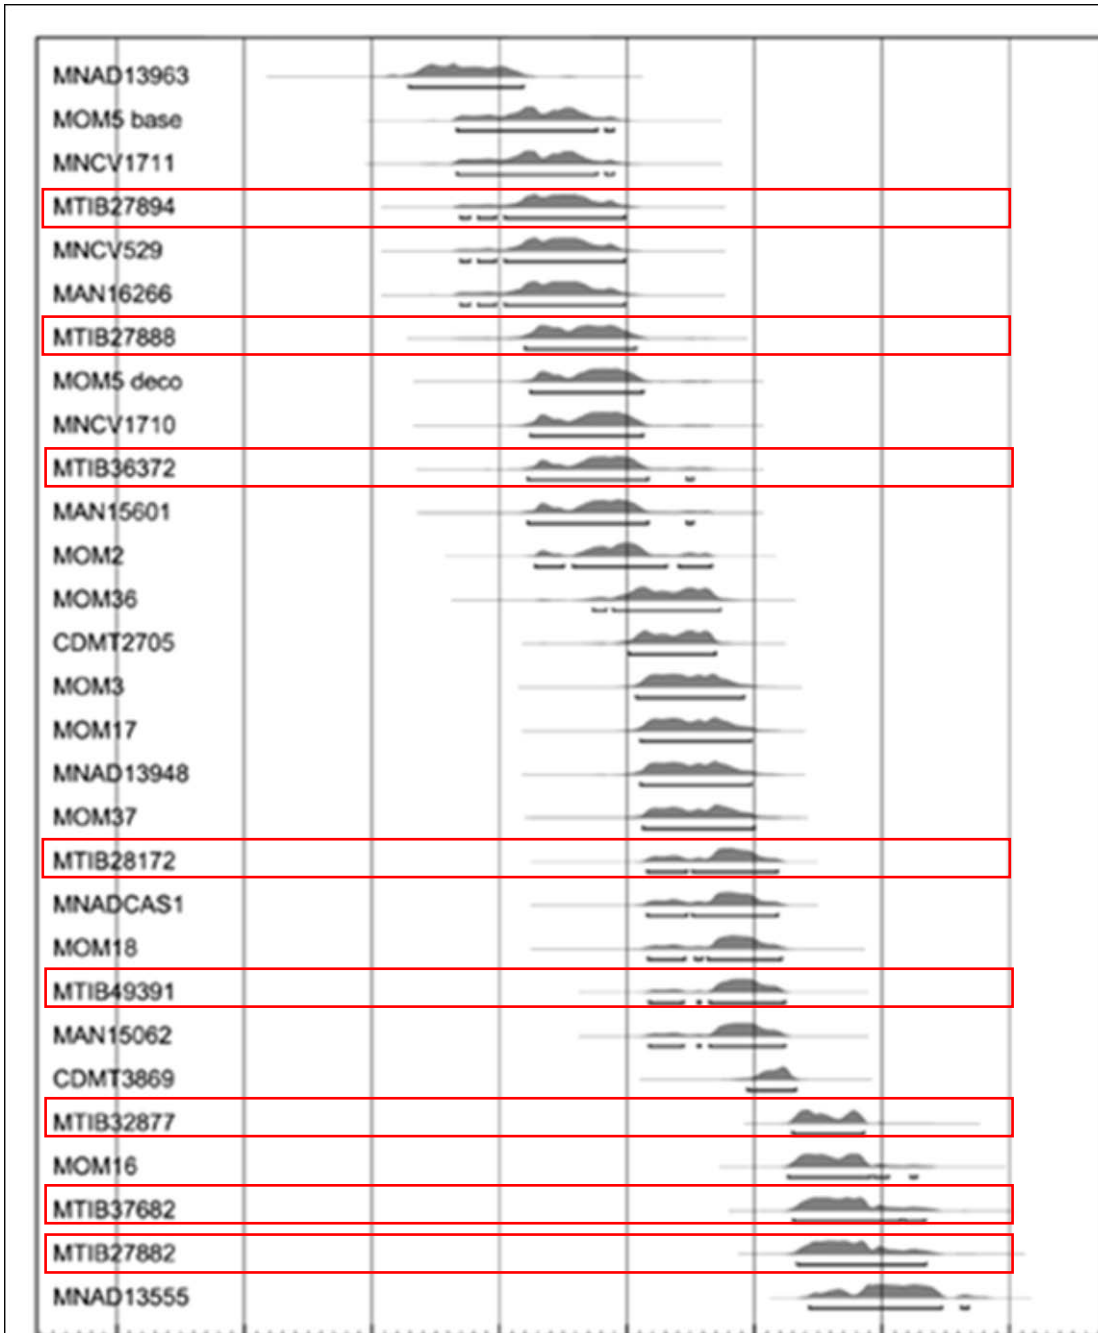 MNAD13963
MOM5 base
MNCV1711
MTIB27894
MNCV529
MAN16266
MTIB27888
MOM5 deco
MNCV1710
MTIB36372
MAN15601
MOM2
MOM36
CDMT2705
MOM3
MOM17
MNAD13948
MOM37
MTIB28172
MNADCAS1
MOM18
MTIB49391
MAN15062
CDMT3869
MTIB32877
MOM16
MTIB37682
MTIB27882
MNAD13555